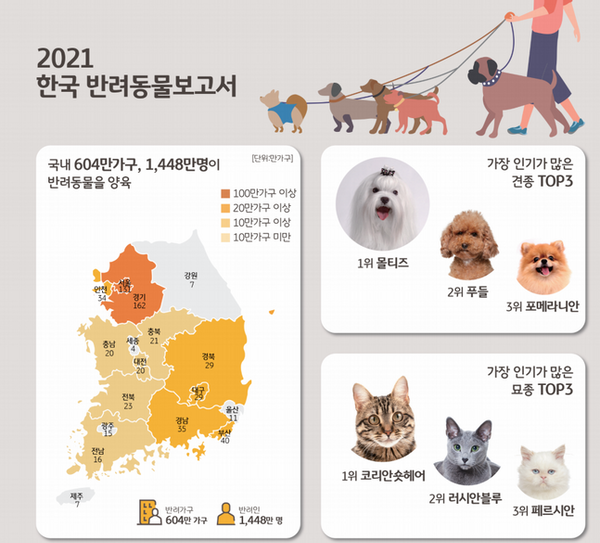 2021
한국 반려동물보고서
국내 604만가구, 1,448만명이
반려동물을 양육
[단위:만가구]
100만가구 이상
20만가구 이상
10만가구 이상
10만가구 미만
강원
7
서울
131
인천
34
경기
162
충북
21
충남
20
세종
4
대전
20
경북
29
대구
29
전북
23
울산
11
경남
35
부산
40
광주
15
전남
16
제주
7
반려가구
604만 가구
반려인
1,448만 명
가장 인기가 많은
견종 TOP3
1위 몰티즈
2위 푸들
3위 포메라니안
가장 인기가 많은
묘종 TOP3
1위 코리안숏헤어
2위 러시안블루
3위 페르시안